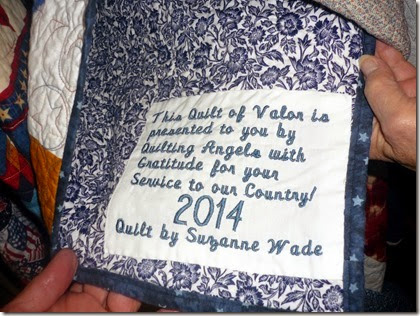 This Quilt of Valor is
presented to you by
Quilting Angels with
Gratitude for your
Service to our Country!
2014
Quilt by Suzanne Wade